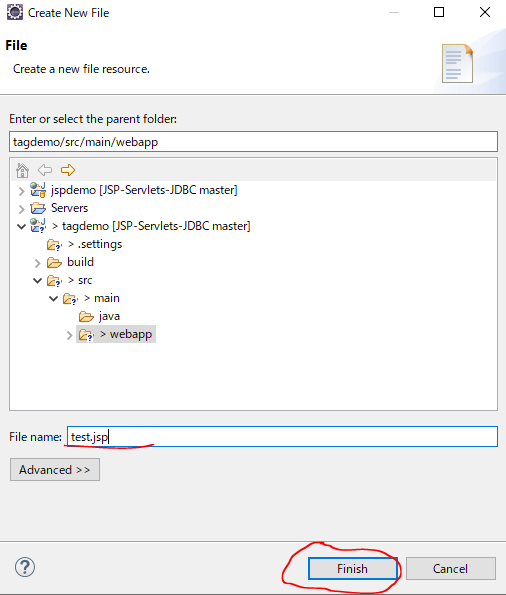 Create New File
File
Create a new file resource.
Enter or select the parent folder:
tagdemo/src/main/webapp
jspdemo [JSP-Servlets-JDBC master]
Servers
> tagdemo [JSP-Servlets-JDBC master]
> .settings
build
> src
> main
java
> webapp
File name: test.jsp
Advanced >>
? Finish Cancel